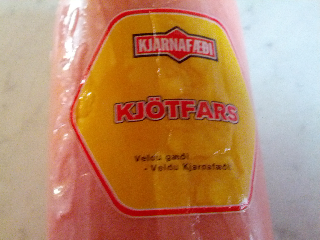 KJARNAFÆÐI
KJÖTFARS
Veldu gæði...
- Veldu Kjarnafæði